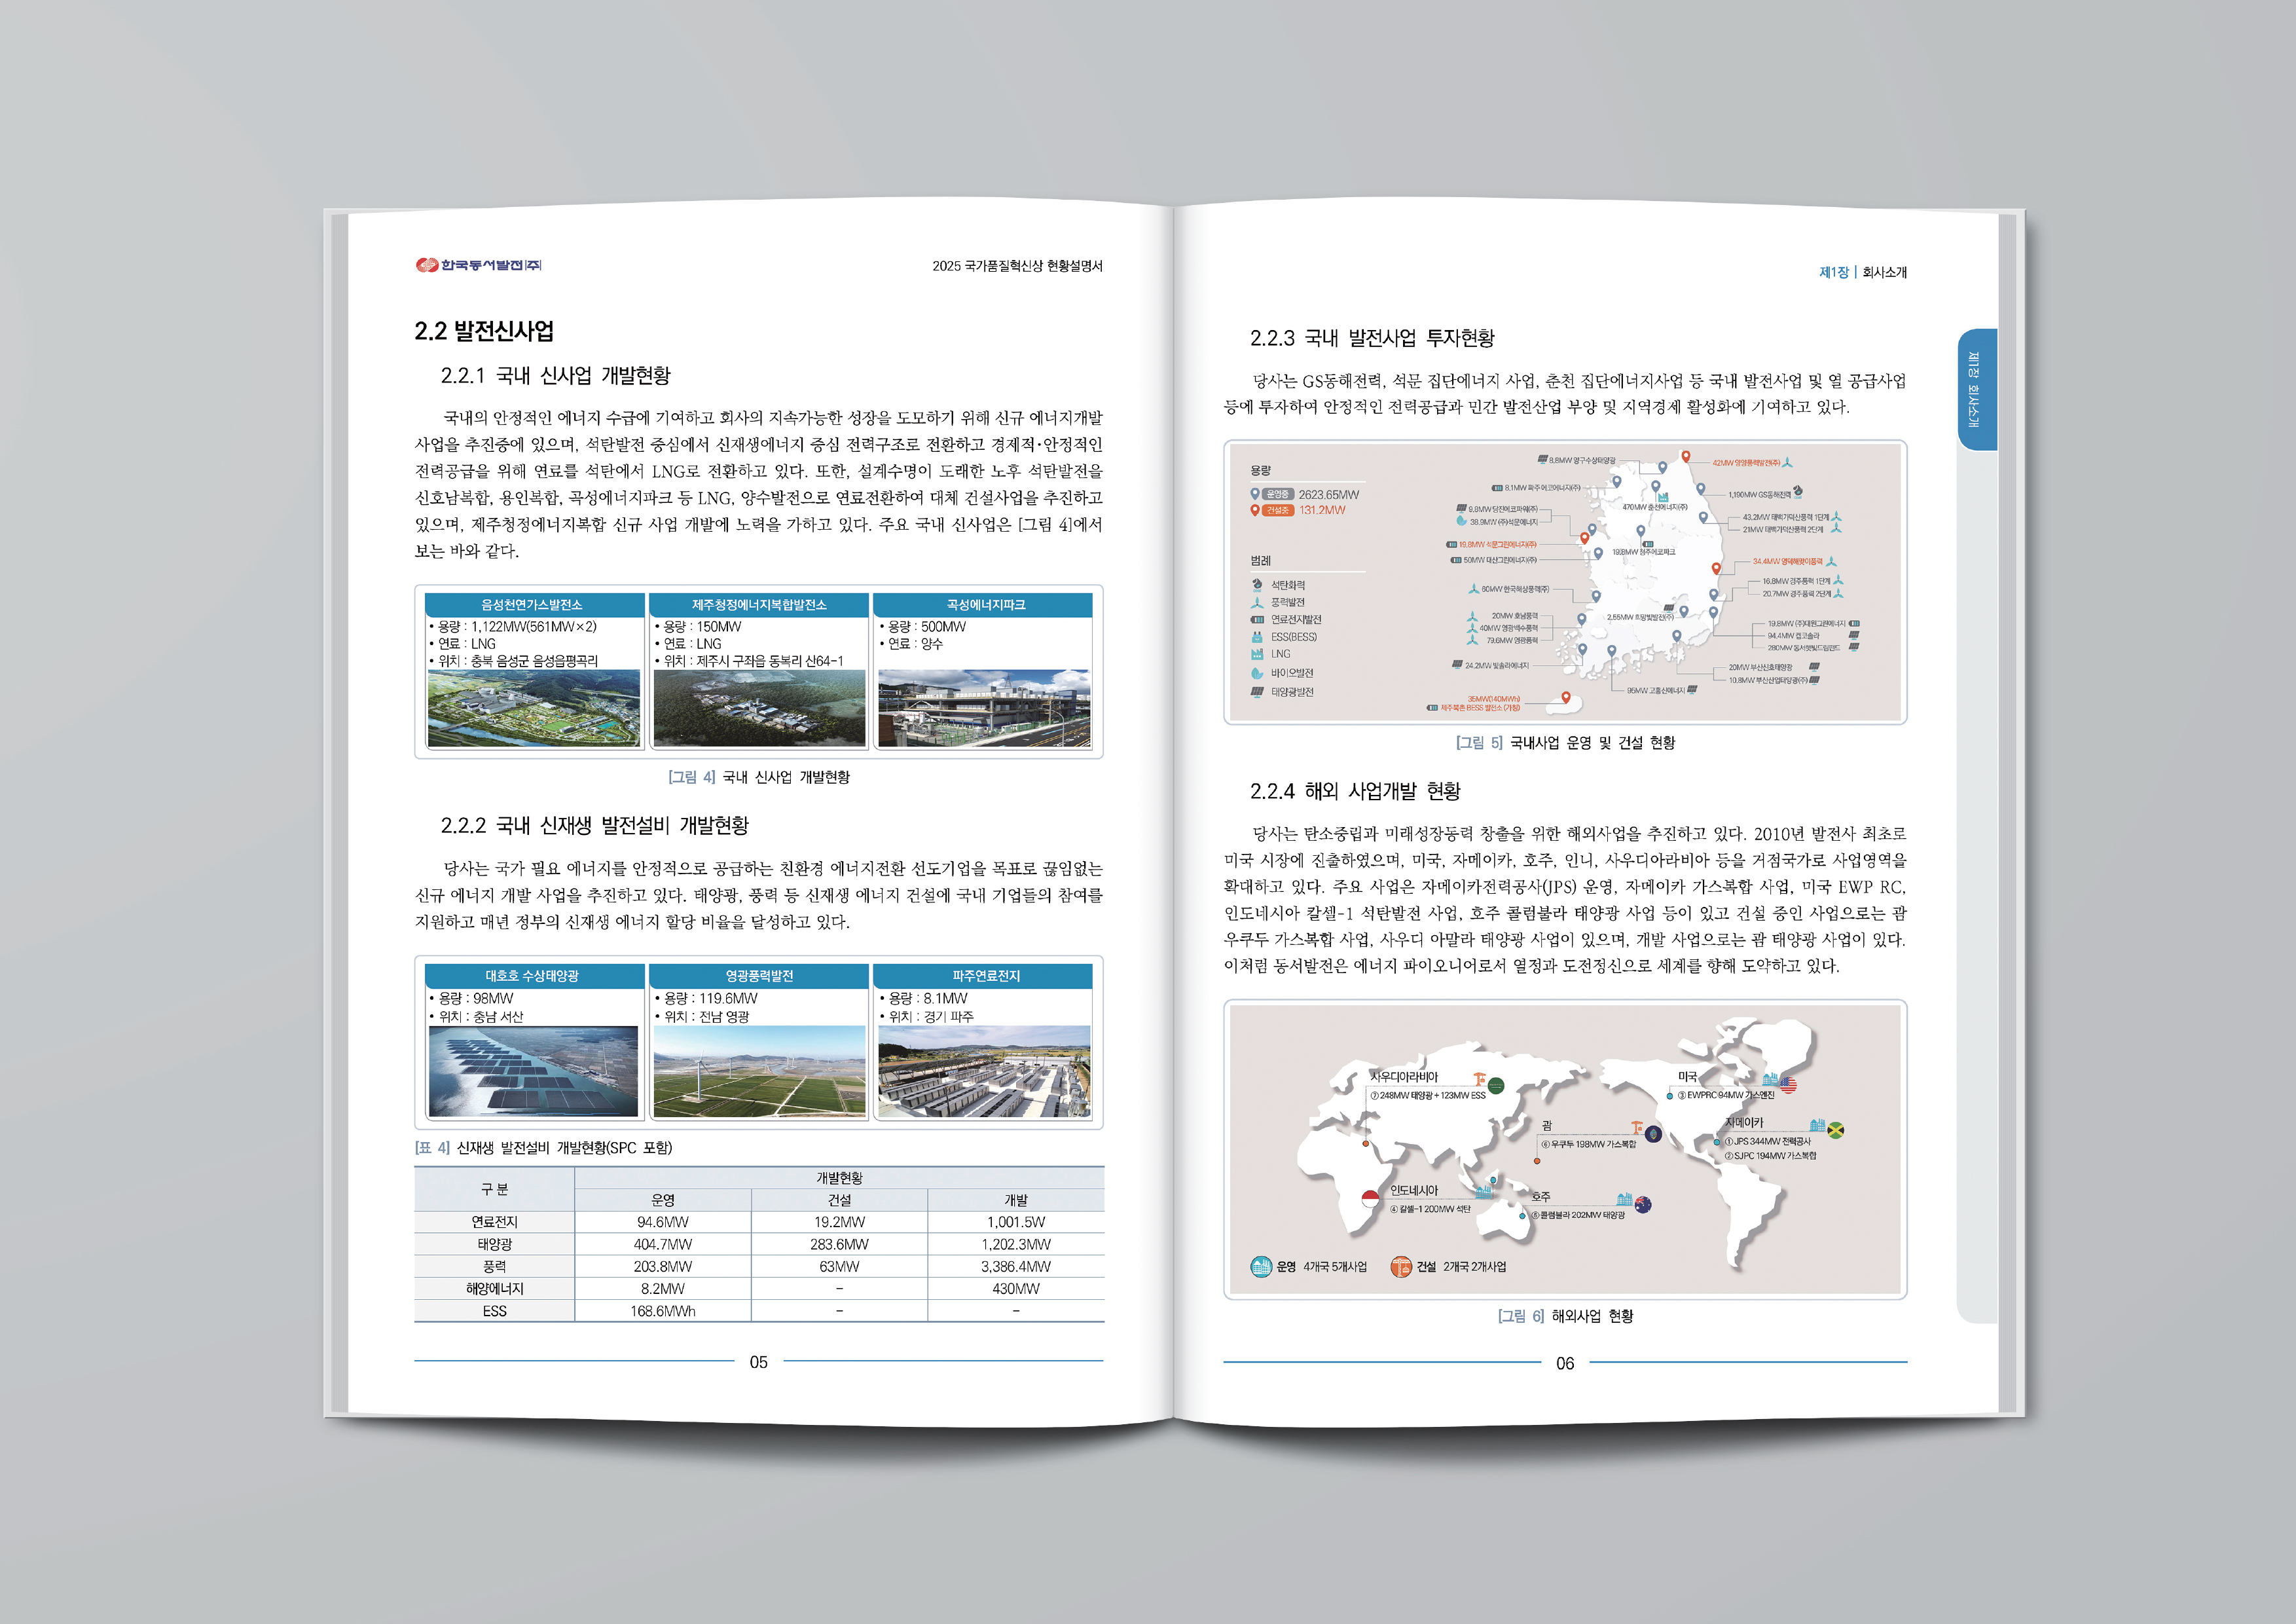 한국동서발전(주)
2025 국가품질혁신상 현황설명서
2.2 발전신사업
2.2.1 국내 신사업 개발현황
국내의 안정적인 에너지 수급에 기여하고 회사의 지속가능한 성장을 도모하기 위해 신규 에너지개발
사업을 추진중에 있으며, 석탄발전 중심에서 신재생에너지 중심 전력구조로 전환하고 경제적·안정적인
전력공급을 위해 연료를 석탄에서 LNG로 전환하고 있다. 또한, 설계수명이 도래한 노후 석탄발전을
신호남복합, 용인복합, 곡성에너지파크 등 LNG, 양수발전으로 연료전환하여 대체 건설사업을 추진하고
있으며, 제주청정에너지복합 신규 사업 개발에 노력을 가하고 있다. 주요 국내 신사업은 [그림 4]에서
보는 바와 같다.
음성천연가스발전소
• 용량 : 1,122MW(561MW×2)
• 연료 : LNG
• 위치 : 충북 음성군 음성읍평곡리
제주청정에너지복합발전소
• 용량 : 150MW
• 연료 : LNG
• 위치 : 제주시 구좌읍 동복리 산64-1
곡성에너지파크
• 용량 : 500MW
• 연료 : 양수
[그림 4] 국내 신사업 개발현황
2.2.2 국내 신재생 발전설비 개발현황
당사는 국가 필요 에너지를 안정적으로 공급하는 친환경 에너지전환 선도기업을 목표로 끊임없는
신규 에너지 개발 사업을 추진하고 있다. 태양광, 풍력 등 신재생 에너지 건설에 국내 기업들의 참여를
지원하고 매년 정부의 신재생 에너지 할당 비율을 달성하고 있다.
대호호 수상태양광
• 용량 : 98MW
• 위치 : 충남 서산
영광풍력발전
• 용량 : 119.6MW
• 위치 : 전남 영광
파주연료전지
• 용량 : 8.1MW
• 위치 : 경기 파주
[표 4] 신재생 발전설비 개발현황(SPC 포함)
구 분 개발현황
운영 건설 개발
연료전지 94.6MW 19.2MW 1,001.5W
태양광 404.7MW 283.6MW 1,202.3MW
풍력 203.8MW 63MW 3,386.4MW
해양에너지 8.2MW - 430MW
ESS 168.6MWh - -
05
제1장 | 회사소개
제1장 회사소개
2.2.3 국내 발전사업 투자현황
당사는 GS동해전력, 석문 집단에너지 사업, 춘천 집단에너지사업 등 국내 발전사업 및 열 공급사업
등에 투자하여 안정적인 전력공급과 민간 발전산업 부양 및 지역경제 활성화에 기여하고 있다.
용량
운영중 2623.65MW
건설중 131.2MW
범례
석탄화력
풍력발전
연료전지발전
ESS(BESS)
LNG
바이오발전
태양광발전
8.8MW 양구수상태양광
8.1MW 파주에코에너지(주)
9.8MW 당진에코파워(주)
38.9MW (주)석문에너지
19.8MW 석문그린에너지(주)
50MW 대산그린에너지(주)
60MW 한국해상풍력(주)
20MW 호남풍력
40MW 영광백수풍력
79.6MW 영광풍력
24.2MW 빛솔라에너지
35MW(140MWh)
제주북촌 BESS 발전소 (가칭)
470MW 춘천에너지(주)
19.8MW 청주에코파크
2.55MW 희망빛발전(주)
95MW 고흥신에너지
42MW 양양풍력발전(주)
1,190MW GS동해전력
43.2MW 태백가덕산풍력 1단계
21MW 태백가덕산풍력 2단계
34.4MW 영덕해맞이풍력
16.8MW 경주풍력 1단계
20.7MW 경주풍력 2단계
19.8MW (주)대원그린에너지
94.4MW 캡코솔라
280MW 동서햇빛드림펀드
20MW 부산신호태양광
10.8MW 부산산업태양광(주)
[그림 5] 국내사업 운영 및 건설 현황
2.2.4 해외 사업개발 현황
당사는 탄소중립과 미래성장동력 창출을 위한 해외사업을 추진하고 있다. 2010년 발전사 최초로
미국 시장에 진출하였으며, 미국, 자메이카, 호주, 인니, 사우디아라비아 등을 거점국가로 사업영역을
확대하고 있다. 주요 사업은 자메이카전력공사(JPS) 운영, 자메이카 가스복합 사업, 미국 EWP RC,
인도네시아 칼셀-1 석탄발전 사업, 호주 콜럼불라 태양광 사업 등이 있고 건설 중인 사업으로는 괌
우쿠두 가스복합 사업, 사우디 아말라 태양광 사업이 있으며, 개발 사업으로는 괌 태양광 사업이 있다.
이처럼 동서발전은 에너지 파이오니어로서 열정과 도전정신으로 세계를 향해 도약하고 있다.
사우디아라비아
⑦ 248MW 태양광 + 123MW ESS
괌
⑥ 우쿠두 198MW 가스복합
미국
③ EWPRC 94MW 가스엔진
자메이카
① JPS 344MW 전력공사
② SJPC 194MW 가스복합
인도네시아
④ 칼셀-1 200MW 석탄
호주
⑤ 콜럼불라 202MW 태양광
운영 4개국 5개사업
건설 2개국 2개사업
[그림 6] 해외사업 현황
06